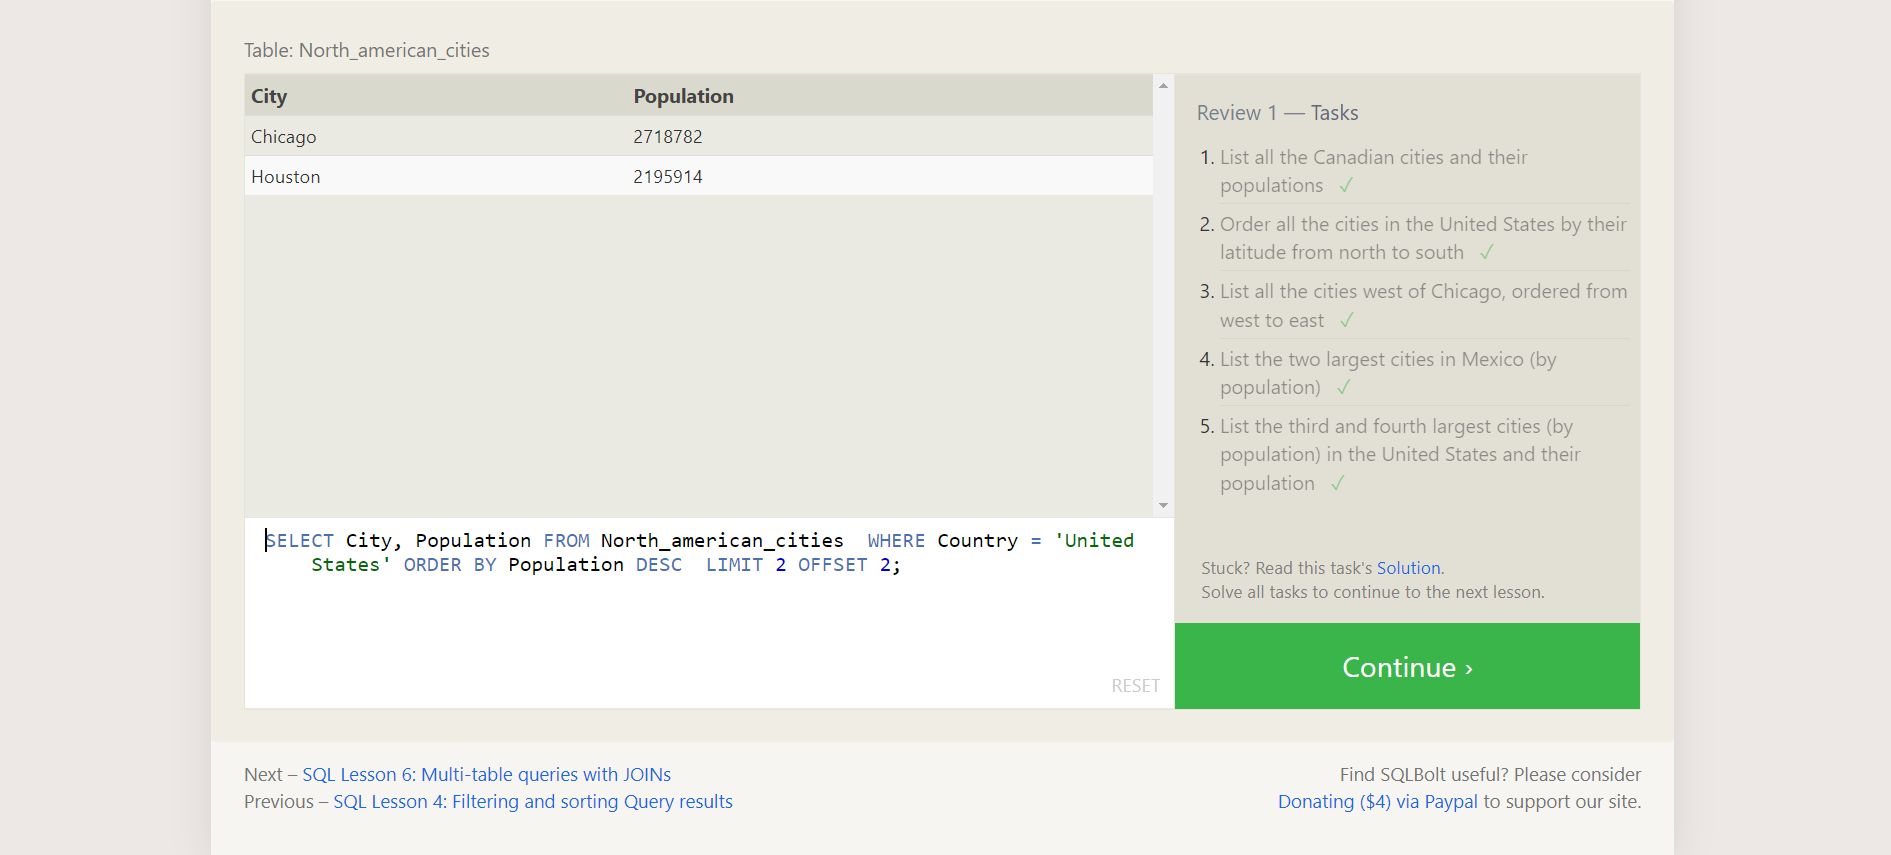 Table: North_american_cities
City Population
Chicago 2718782
Houston 2195914
SELECT City, Population FROM North_american_cities  WHERE Country = 'United
States' ORDER BY Population DESC  LIMIT 2 OFFSET 2;
RESET
Review 1 — Tasks
1. List all the Canadian cities and their
populations ✓
2. Order all the cities in the United States by their
latitude from north to south ✓
3. List all the cities west of Chicago, ordered from
west to east ✓
4. List the two largest cities in Mexico (by
population) ✓
5. List the third and fourth largest cities (by
population) in the United States and their
population ✓
Stuck? Read this task's Solution.
Solve all tasks to continue to the next lesson.
Continue ›
Next – SQL Lesson 6: Multi-table queries with JOINs
Previous – SQL Lesson 4: Filtering and sorting Query results
Find SQLBolt useful? Please consider
Donating ($4) via Paypal to support our site.